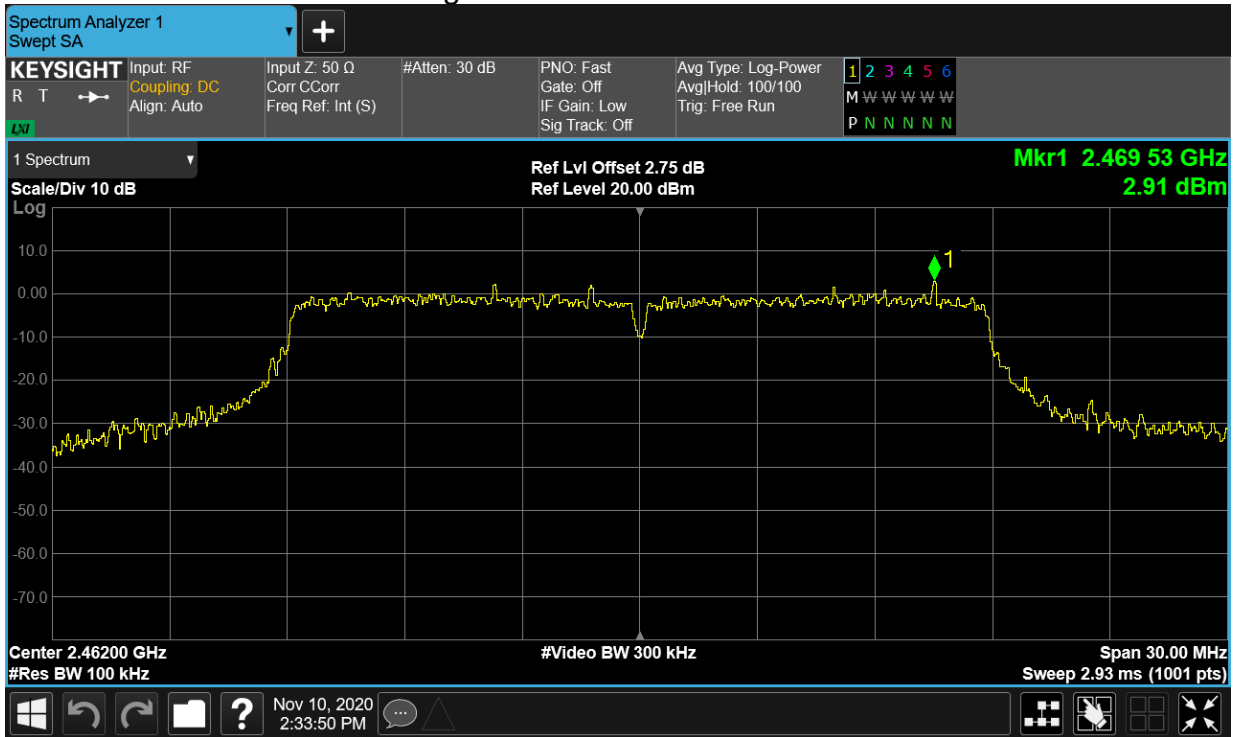 Spectrum Analyzer 1
Swept SA
+
KEYSIGHT
R T
LXI
Input: RF
Coupling: DC
Align: Auto
Input Z: 50 Ω
Corr CCorr
Freq Ref: Int (S)
#Atten: 30 dB
PNO: Fast
Gate: Off
IF Gain: Low
Sig Track: Off
Avg Type: Log-Power
Avg|Hold: 100/100
Trig: Free Run
1 2 3 4 5 6
M W W W W W
P N N N N N
1 Spectrum
Scale/Div 10 dB
Log
Ref Lvl Offset 2.75 dB
Ref Level 20.00 dBm
Mkr1 2.469 53 GHz
2.91 dBm
1
10.0
0.00
-10.0
-20.0
-30.0
-40.0
-50.0
-60.0
-70.0
Center 2.46200 GHz
#Res BW 100 kHz
#Video BW 300 kHz
Span 30.00 MHz
Sweep 2.93 ms (1001 pts)
?
Nov 10, 2020
2:33:50 PM